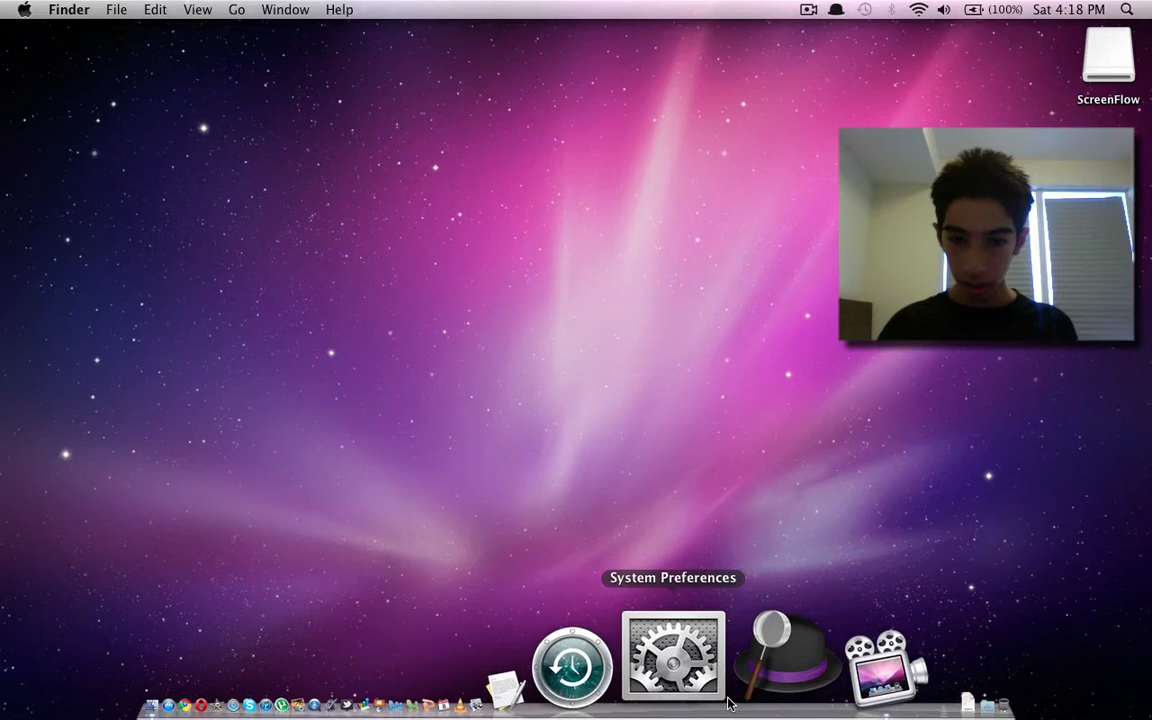 Finder File Edit View Go Window Help (100%) Sat 4:18 PM
ScreenFlow
System Preferences